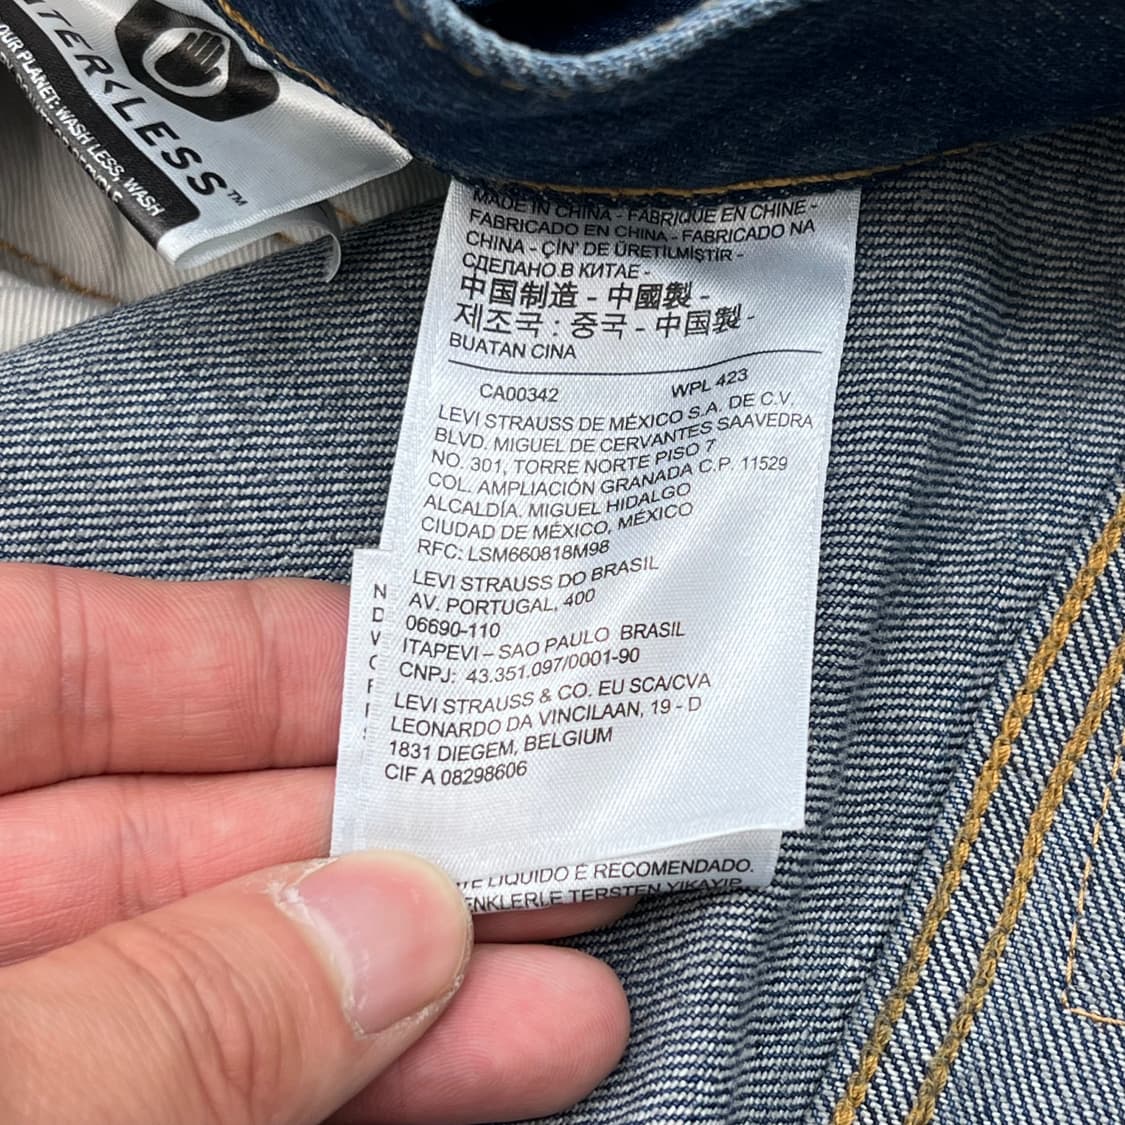 TER<LESS™
OUR PLANET: WASH LESS, WASH
MADE IN CHINA - FABRIQUÉ EN CHINE -
FABRICADO EN CHINA - FABRICADO NA
CHINA - ÇİN' DE ÜRETİLMİŞTİR -
СДЕЛАНО В КИТАЕ -
中国制造 - 中國製 -
제조국 : 중국 - 中国製 -
BUATAN CINA
CA00342 WPL 423
LEVI STRAUSS DE MÉXICO S.A. DE C.V.
BLVD. MIGUEL DE CERVANTES SAAVEDRA
NO. 301, TORRE NORTE PISO 7
COL. AMPLIACIÓN GRANADA C.P. 11529
ALCALDÍA. MIGUEL HIDALGO
CIUDAD DE MÉXICO, MÉXICO
RFC: LSM660818M98
LEVI STRAUSS DO BRASIL
AV. PORTUGAL, 400
06690-110
ITAPEVI – SAO PAULO BRASIL
CNPJ: 43.351.097/0001-90
LEVI STRAUSS & CO. EU SCA/CVA
LEONARDO DA VINCILAAN, 19 - D
1831 DIEGEM, BELGIUM
CIF A 08298606
LIQUIDO É RECOMENDADO.
ENKLERLE TERSTEN YIKAYIP